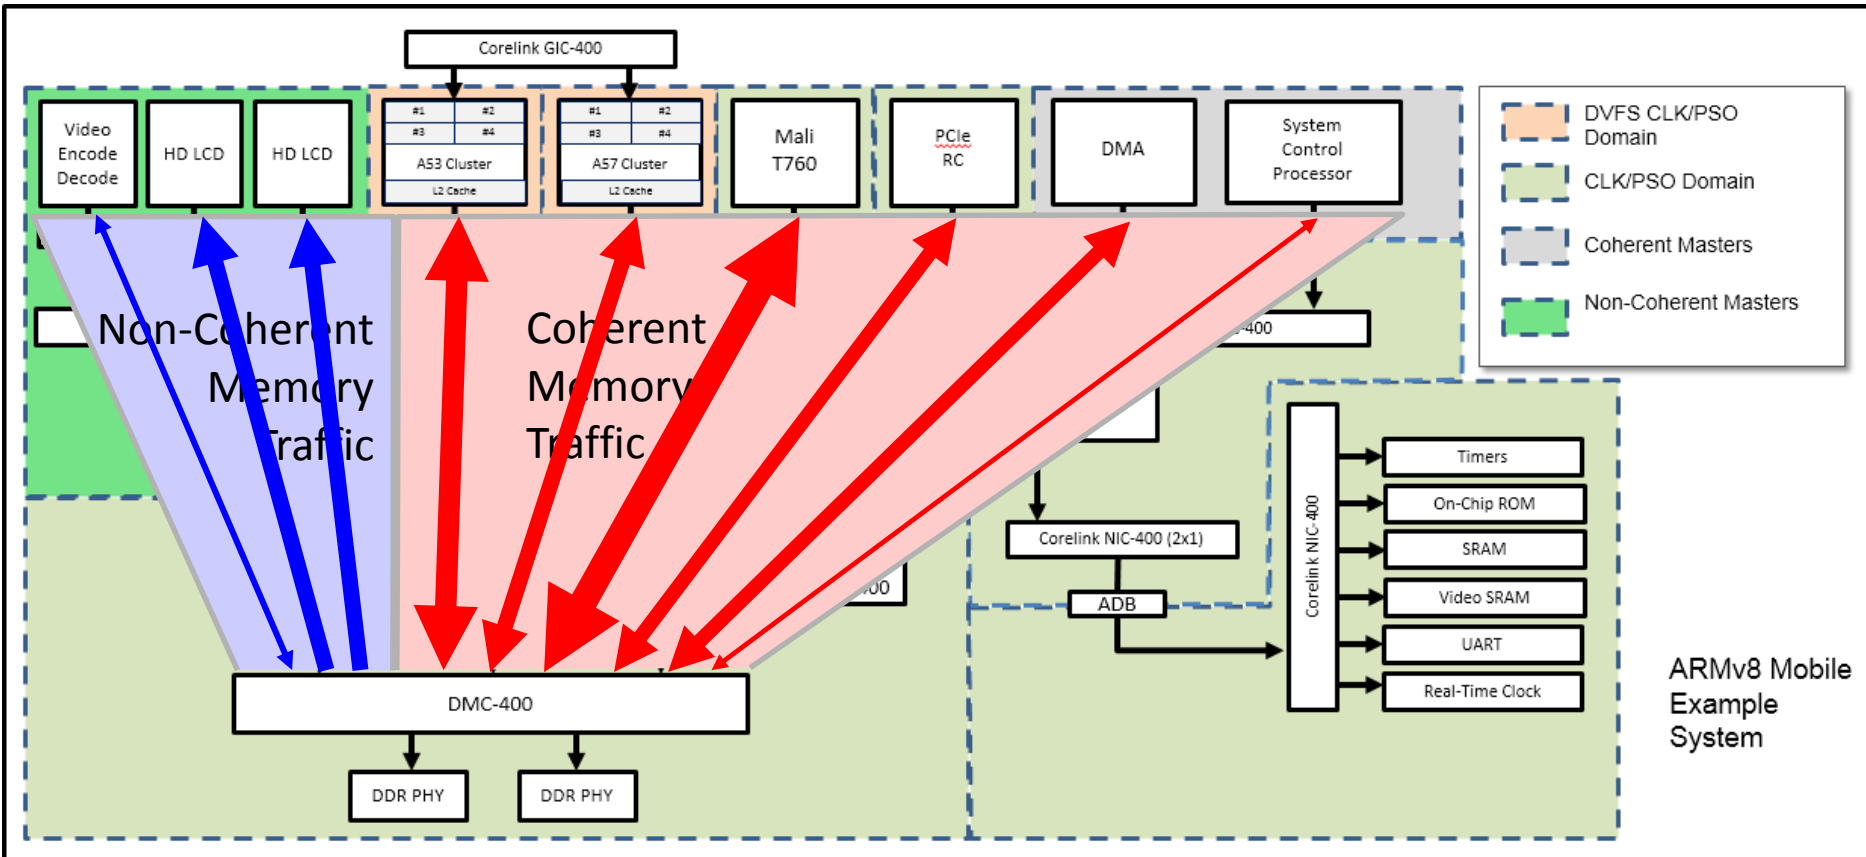 Corelink GIC-400
Video
Encode
Decode
HD LCD
HD LCD
#1
#2
#3
#4
A53 Cluster
L2 Cache
#1
#2
#3
#4
A57 Cluster
L2 Cache
Mali
T760
PCIe
RC
DMA
System
Control
Processor
DVFS CLK/PSO
Domain
CLK/PSO Domain
Coherent Masters
Non-Coherent Masters
Non-Coherent
Memory
Traffic
Coherent
Memory
Traffic
-400
Corelink NIC-400 (2x1)
ADB
Corelink NIC-400
Timers
On-Chip ROM
SRAM
Video SRAM
UART
Real-Time Clock
DMC-400
DDR PHY
DDR PHY
ARMv8 Mobile
Example
System